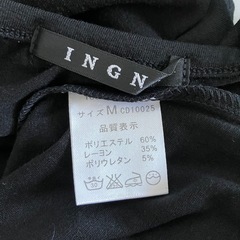 INGN
サイズ M CD10025
品質表示
ポリエステル 60%
レーヨン 35%
ポリウレタン 5%